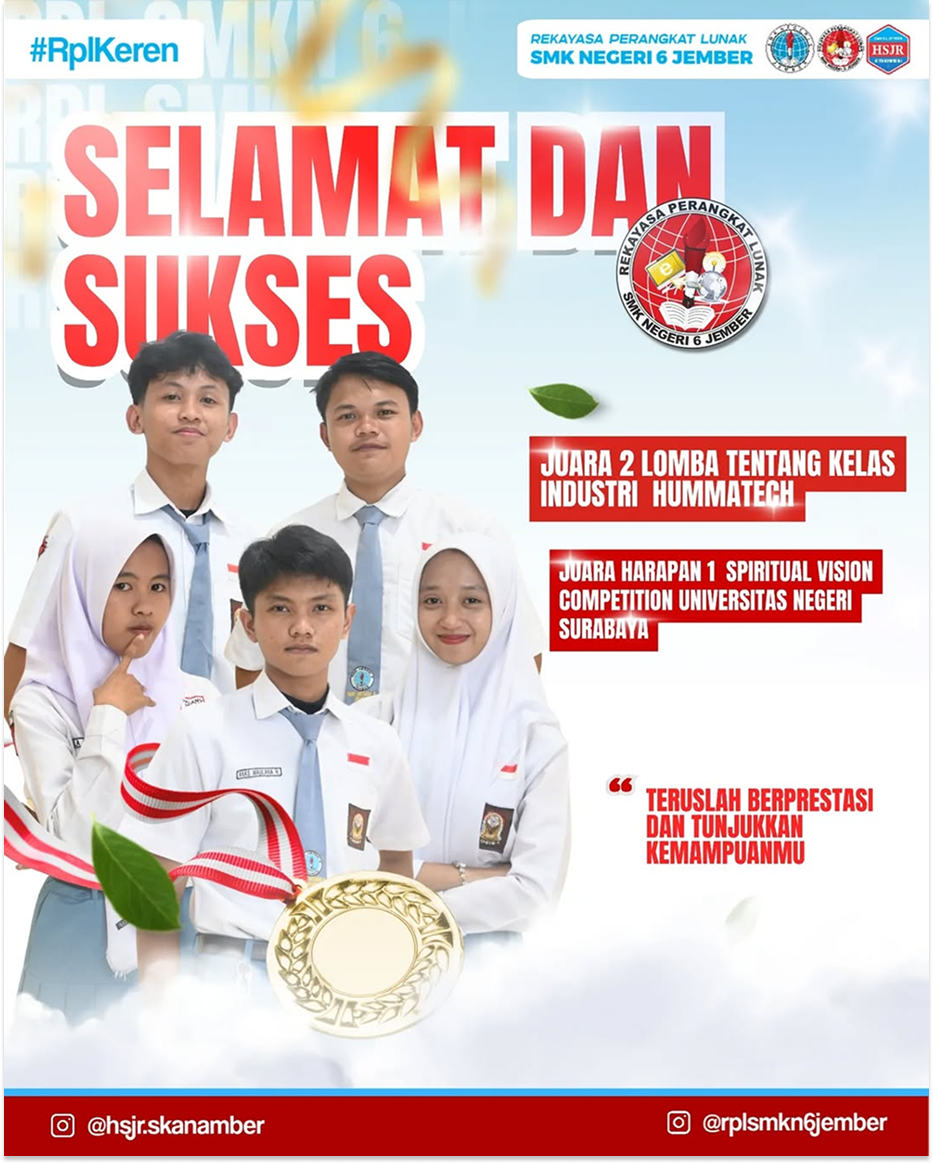 #RplKeren
REKAYASA PERANGKAT LUNAK
SMK NEGERI 6 JEMBER
HSJR
SELAMAT DAN
SUKSES
REKAYASA PERANGKAT LUNAK
SMK NEGERI 6 JEMBER
JUARA 2 LOMBA TENTANG KELAS
INDUSTRI HUMMATECH
JUARA HARAPAN 1 SPIRITUAL VISION
COMPETITION UNIVERSITAS NEGERI
SURABAYA
“ TERUSLAH BERPRESTASI
DAN TUNJUKKAN
KEMAMPUANMU
@hsjr.skanamber
@rplsmkn6jember